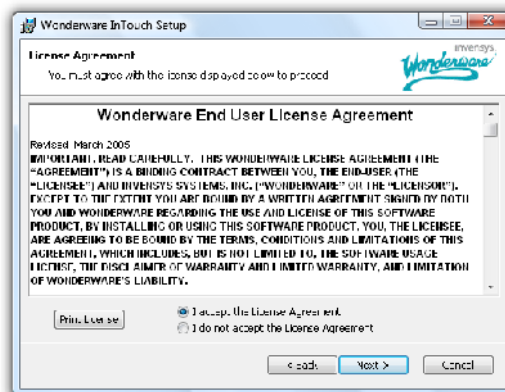 Wonderware InTouch Setup
License Agreement
You must agree with the license displayed below to proceed
invensys
Wonderware
Wonderware End User License Agreement
Revised March 2005
IMPORTANT, READ CAREFULLY. THIS WONDERWARE LICENSE AGREEMENT (THE
"AGREEMENT") IS A BINDING CONTRACT BETWEEN YOU, THE END-USER (THE
"LICENSEE") AND INVENSYS SYSTEMS, INC. ("WONDERWARE" OR THE "LICENSOR").
EXCEPT TO THE EXTENT YOU ARE BOUND BY A WRITTEN AGREEMENT SIGNED BY BOTH
YOU AND WONDERWARE REGARDING THE USE AND LICENSE OF THIS SOFTWARE
PRODUCT, BY INSTALLING OR USING THIS SOFTWARE PRODUCT, YOU, THE LICENSEE,
ARE AGREEING TO BE BOUND BY THE TERMS, CONDITIONS AND LIMITATIONS OF THIS
AGREEMENT, WHICH INCLUDES, BUT IS NOT LIMITED TO, THE SOFTWARE USAGE
LICENSE, THE DISCLAIMER OF WARRANTY AND LIMITED WARRANTY, AND LIMITATION
OF WONDERWARE'S LIABILITY.
Print License
I accept the License Agreement
I do not accept the License Agreement
< Back
Next >
Cancel